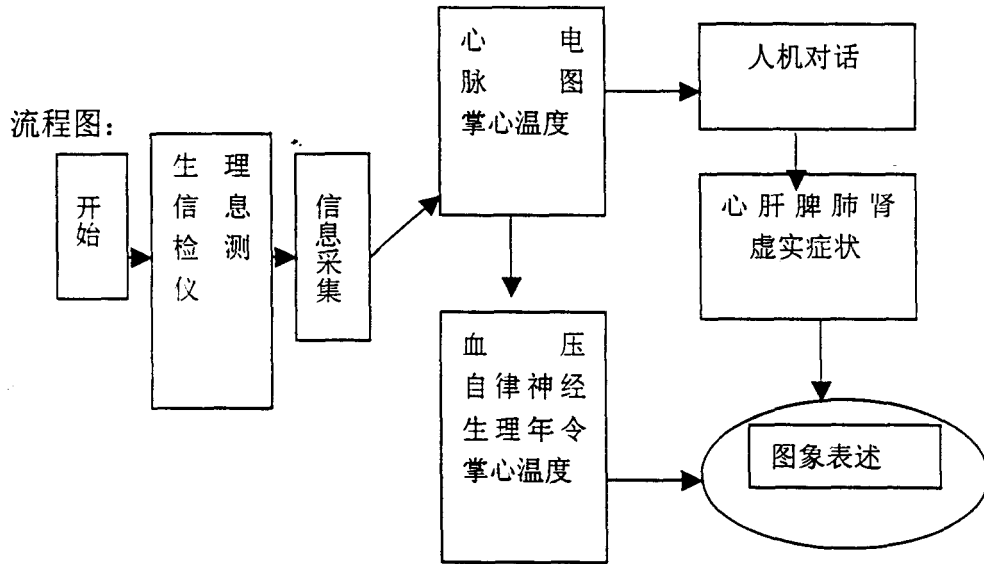 流程图：
开始
生理
信息
检测
仪
信息采集
心电
脉图
掌心温度
人机对话
心肝脾肺肾
虚实症状
血压
自律神经
生理年令
掌心温度
图象表述